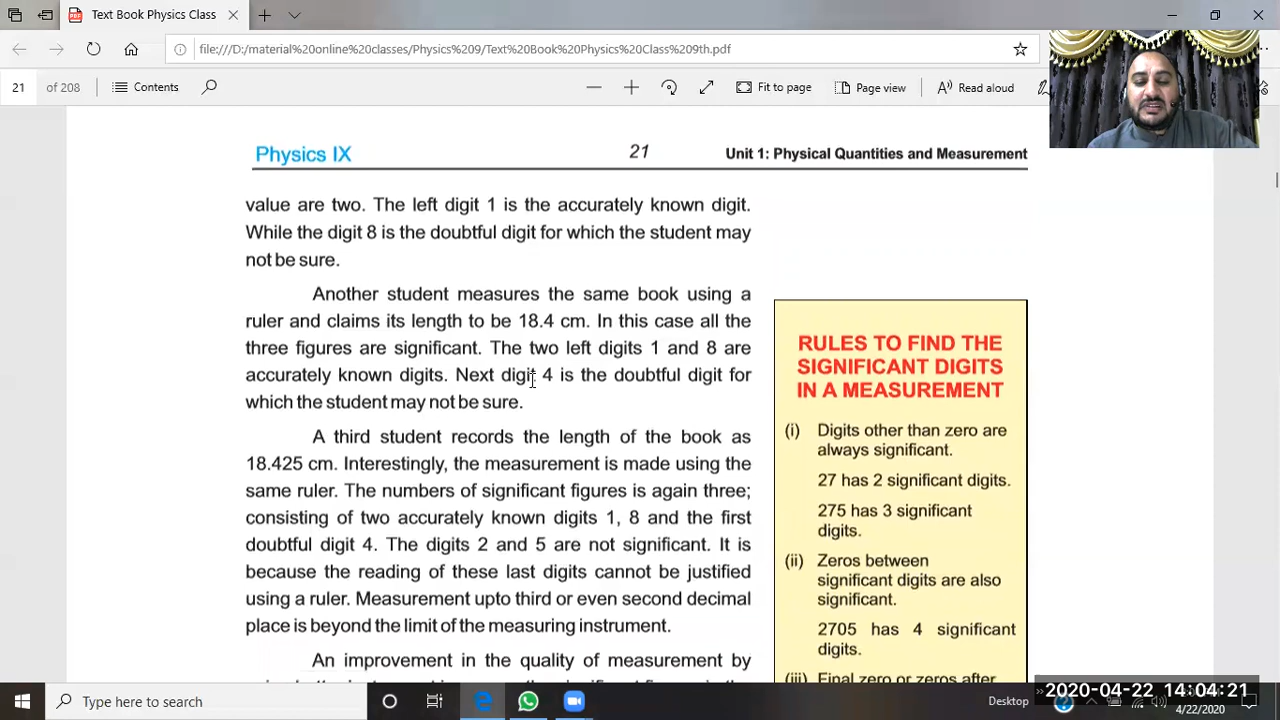 Text Book Physics Class
file:///D:/material%20online%20classes/Physics%209/Text%20Book%20Physics%20Class%209th.pdf
21 of 208 Contents Fit to page Page view Read aloud
Physics IX 21 Unit 1: Physical Quantities and Measurement
value are two. The left digit 1 is the accurately known digit.
While the digit 8 is the doubtful digit for which the student may
not be sure.
Another student measures the same book using a
ruler and claims its length to be 18.4 cm. In this case all the
three figures are significant. The two left digits 1 and 8 are
accurately known digits. Next digit 4 is the doubtful digit for
which the student may not be sure.
A third student records the length of the book as
18.425 cm. Interestingly, the measurement is made using the
same ruler. The numbers of significant figures is again three;
consisting of two accurately known digits 1, 8 and the first
doubtful digit 4. The digits 2 and 5 are not significant. It is
because the reading of these last digits cannot be justified
using a ruler. Measurement upto third or even second decimal
place is beyond the limit of the measuring instrument.
An improvement in the quality of measurement by
RULES TO FIND THE
SIGNIFICANT DIGITS
IN A MEASUREMENT
(i) Digits other than zero are
always significant.
27 has 2 significant digits.
275 has 3 significant
digits.
(ii) Zeros between
significant digits are also
significant.
2705 has 4 significant
digits.
(iii) Final zero or zeros after
Type here to search
Desktop
2020-04-22 14:04:21
4/22/2020